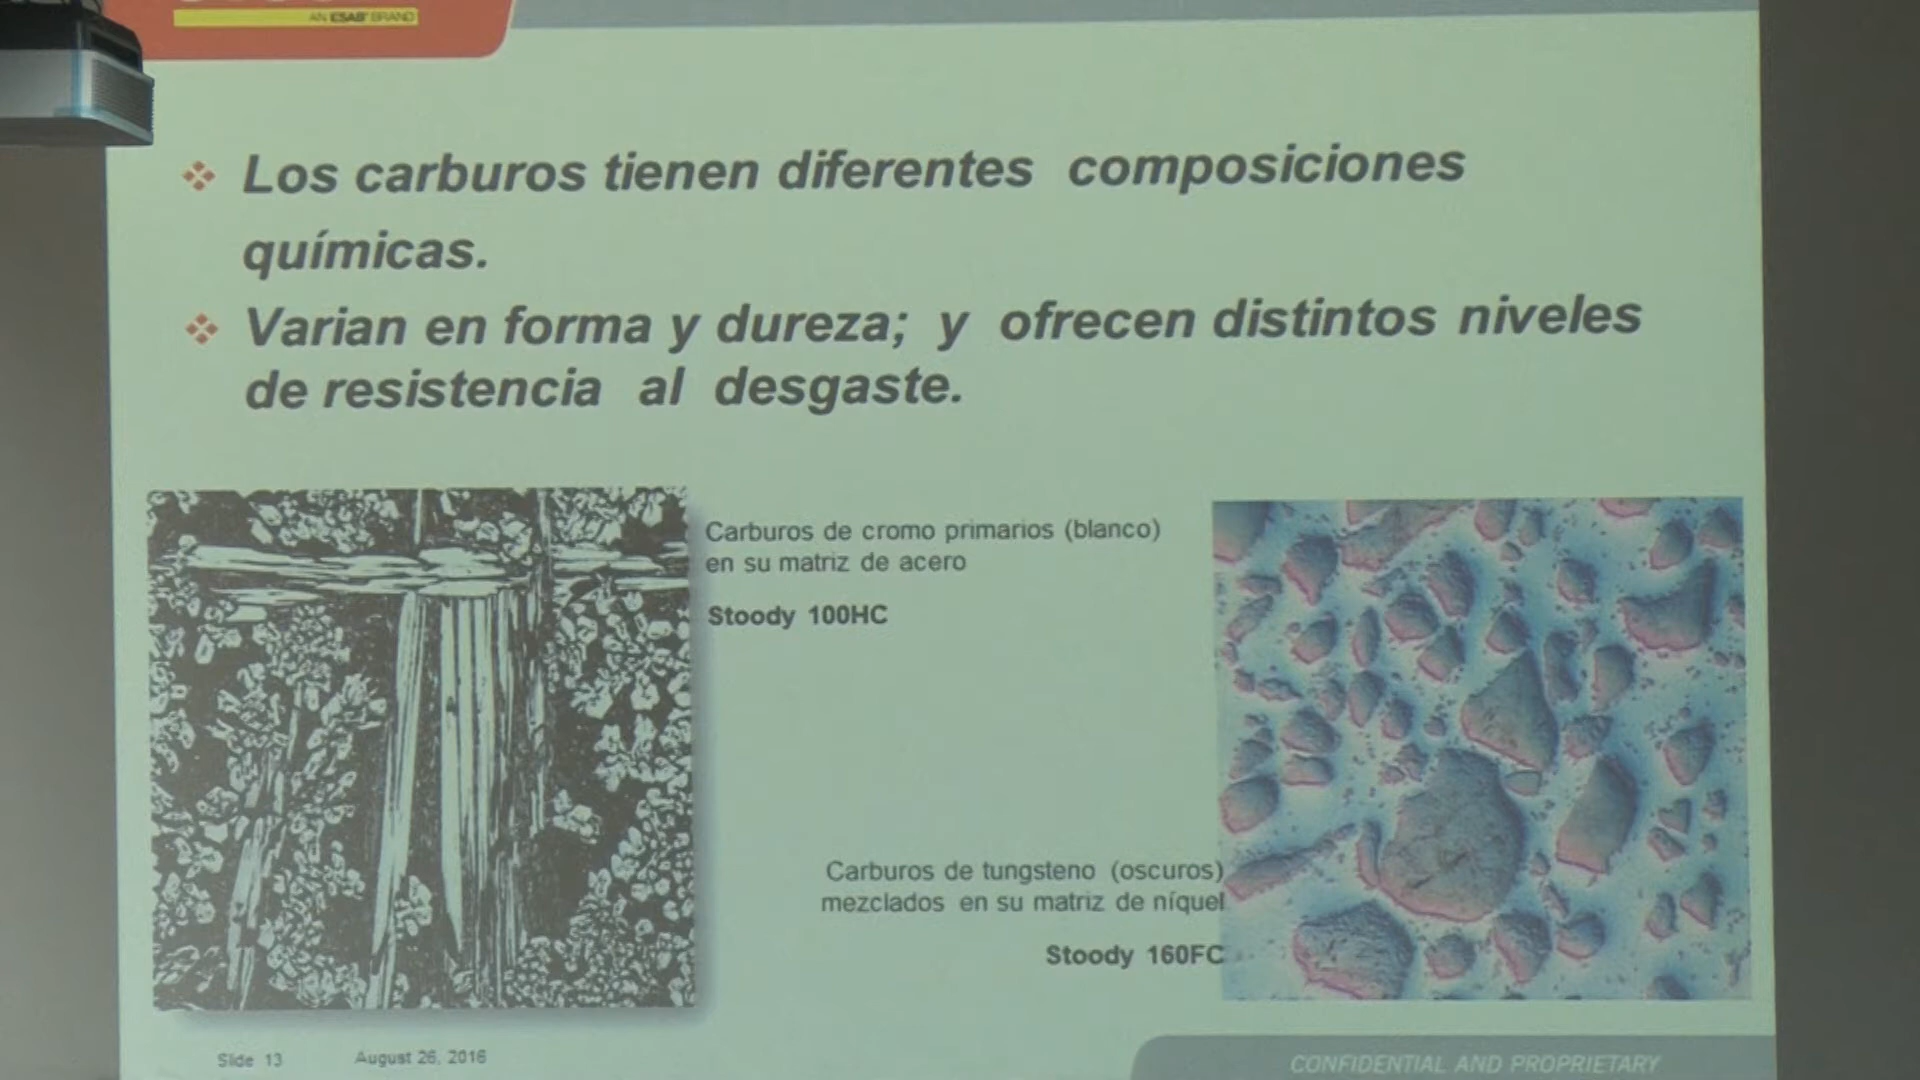 AN ESAB BRAND
Los carburos tienen diferentes composiciones
químicas.
Varian en forma y dureza; y ofrecen distintos niveles
de resistencia al desgaste.
Carburos de cromo primarios (blanco)
en su matriz de acero
Stoody 100HC
Carburos de tungsteno (oscuros)
mezclados en su matriz de níquel
Stoody 160FC
Slide 13 August 26, 2016
CONFIDENTIAL AND PROPRIETARY